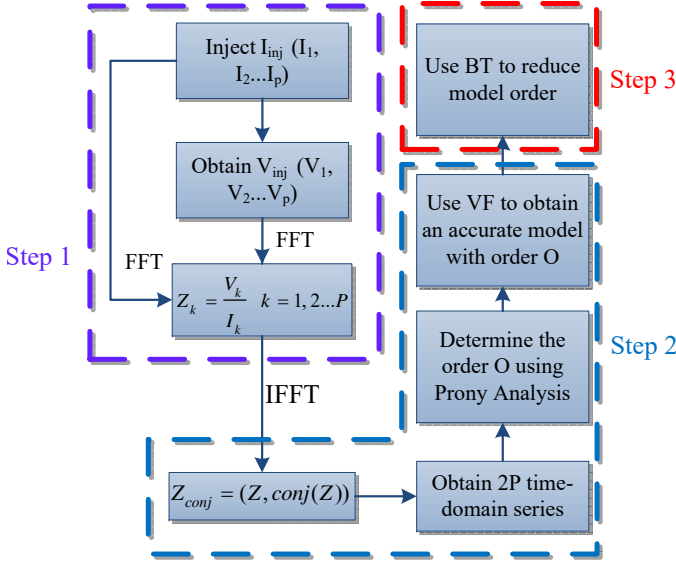 Step 1
Inject I_inj (I_1,
I_2...I_p)
Obtain V_inj (V_1,
V_2...V_p)
FFT
FFT
Z_k = V_k / I_k k = 1, 2...P
IFFT
Z_conj = (Z, conj(Z))
Obtain 2P time-
domain series
Step 2
Determine the
order O using
Prony Analysis
Use VF to obtain
an accurate model
with order O
Use BT to reduce
model order
Step 3